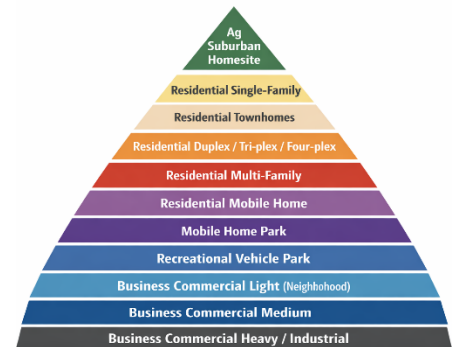 Ag
Suburban
Homesite
Residential Single-Family
Residential Townhomes
Residential Duplex / Tri-plex / Four-plex
Residential Multi-Family
Residential Mobile Home
Mobile Home Park
Recreational Vehicle Park
Business Commercial Light (Neighhohood)
Business Commercial Medium
Business Commercial Heavy / Industrial